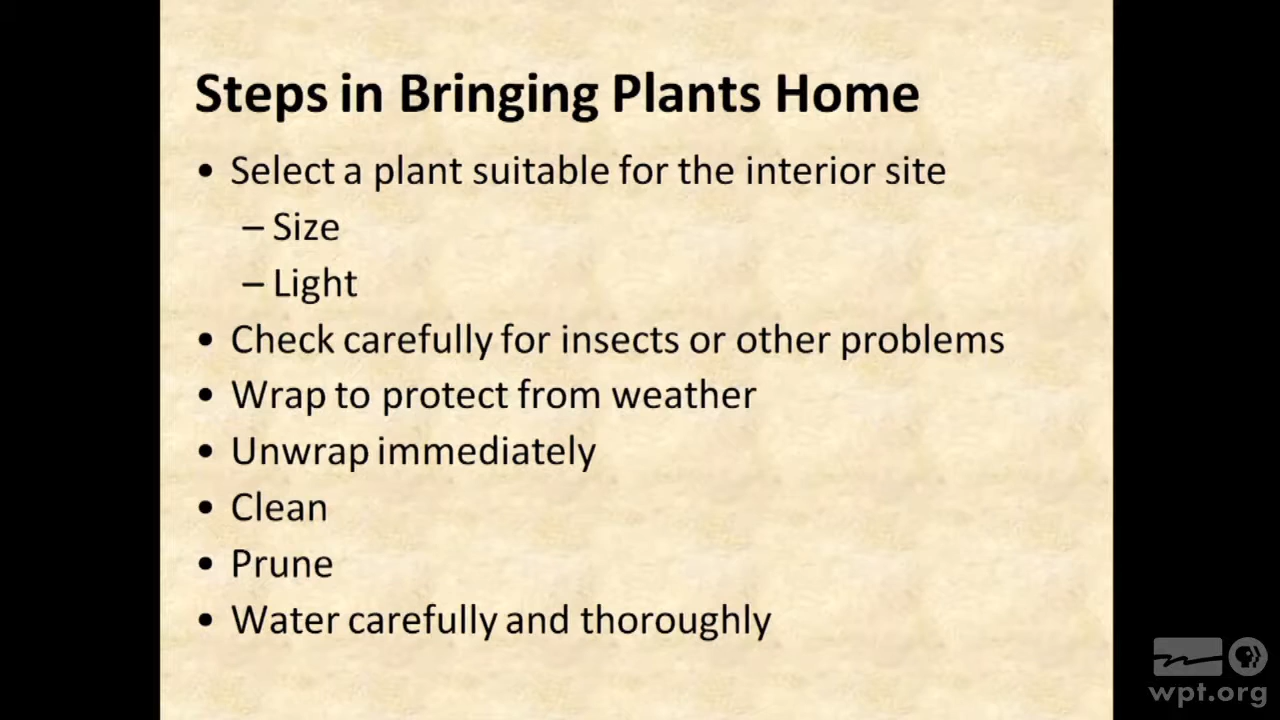 Steps in Bringing Plants Home
• Select a plant suitable for the interior site
– Size
– Light
• Check carefully for insects or other problems
• Wrap to protect from weather
• Unwrap immediately
• Clean
• Prune
• Water carefully and thoroughly
wpt.org